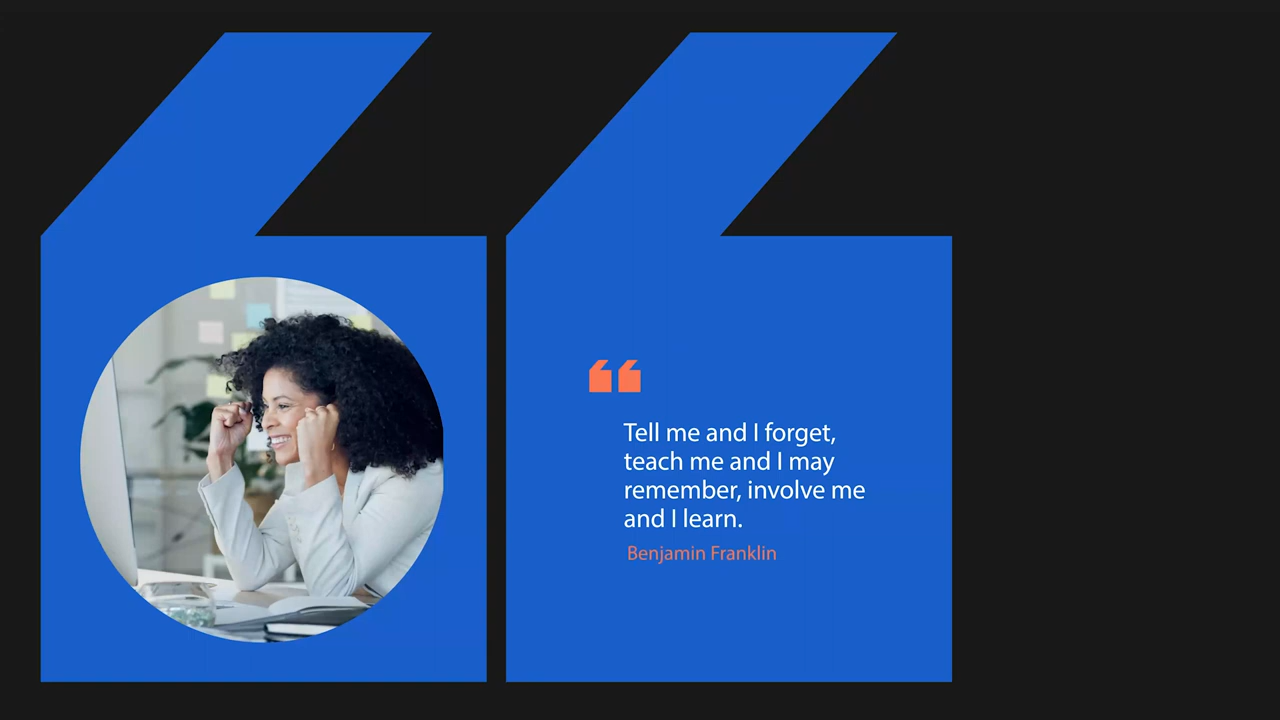 Tell me and I forget,
teach me and I may
remember, involve me
and I learn.
Benjamin Franklin